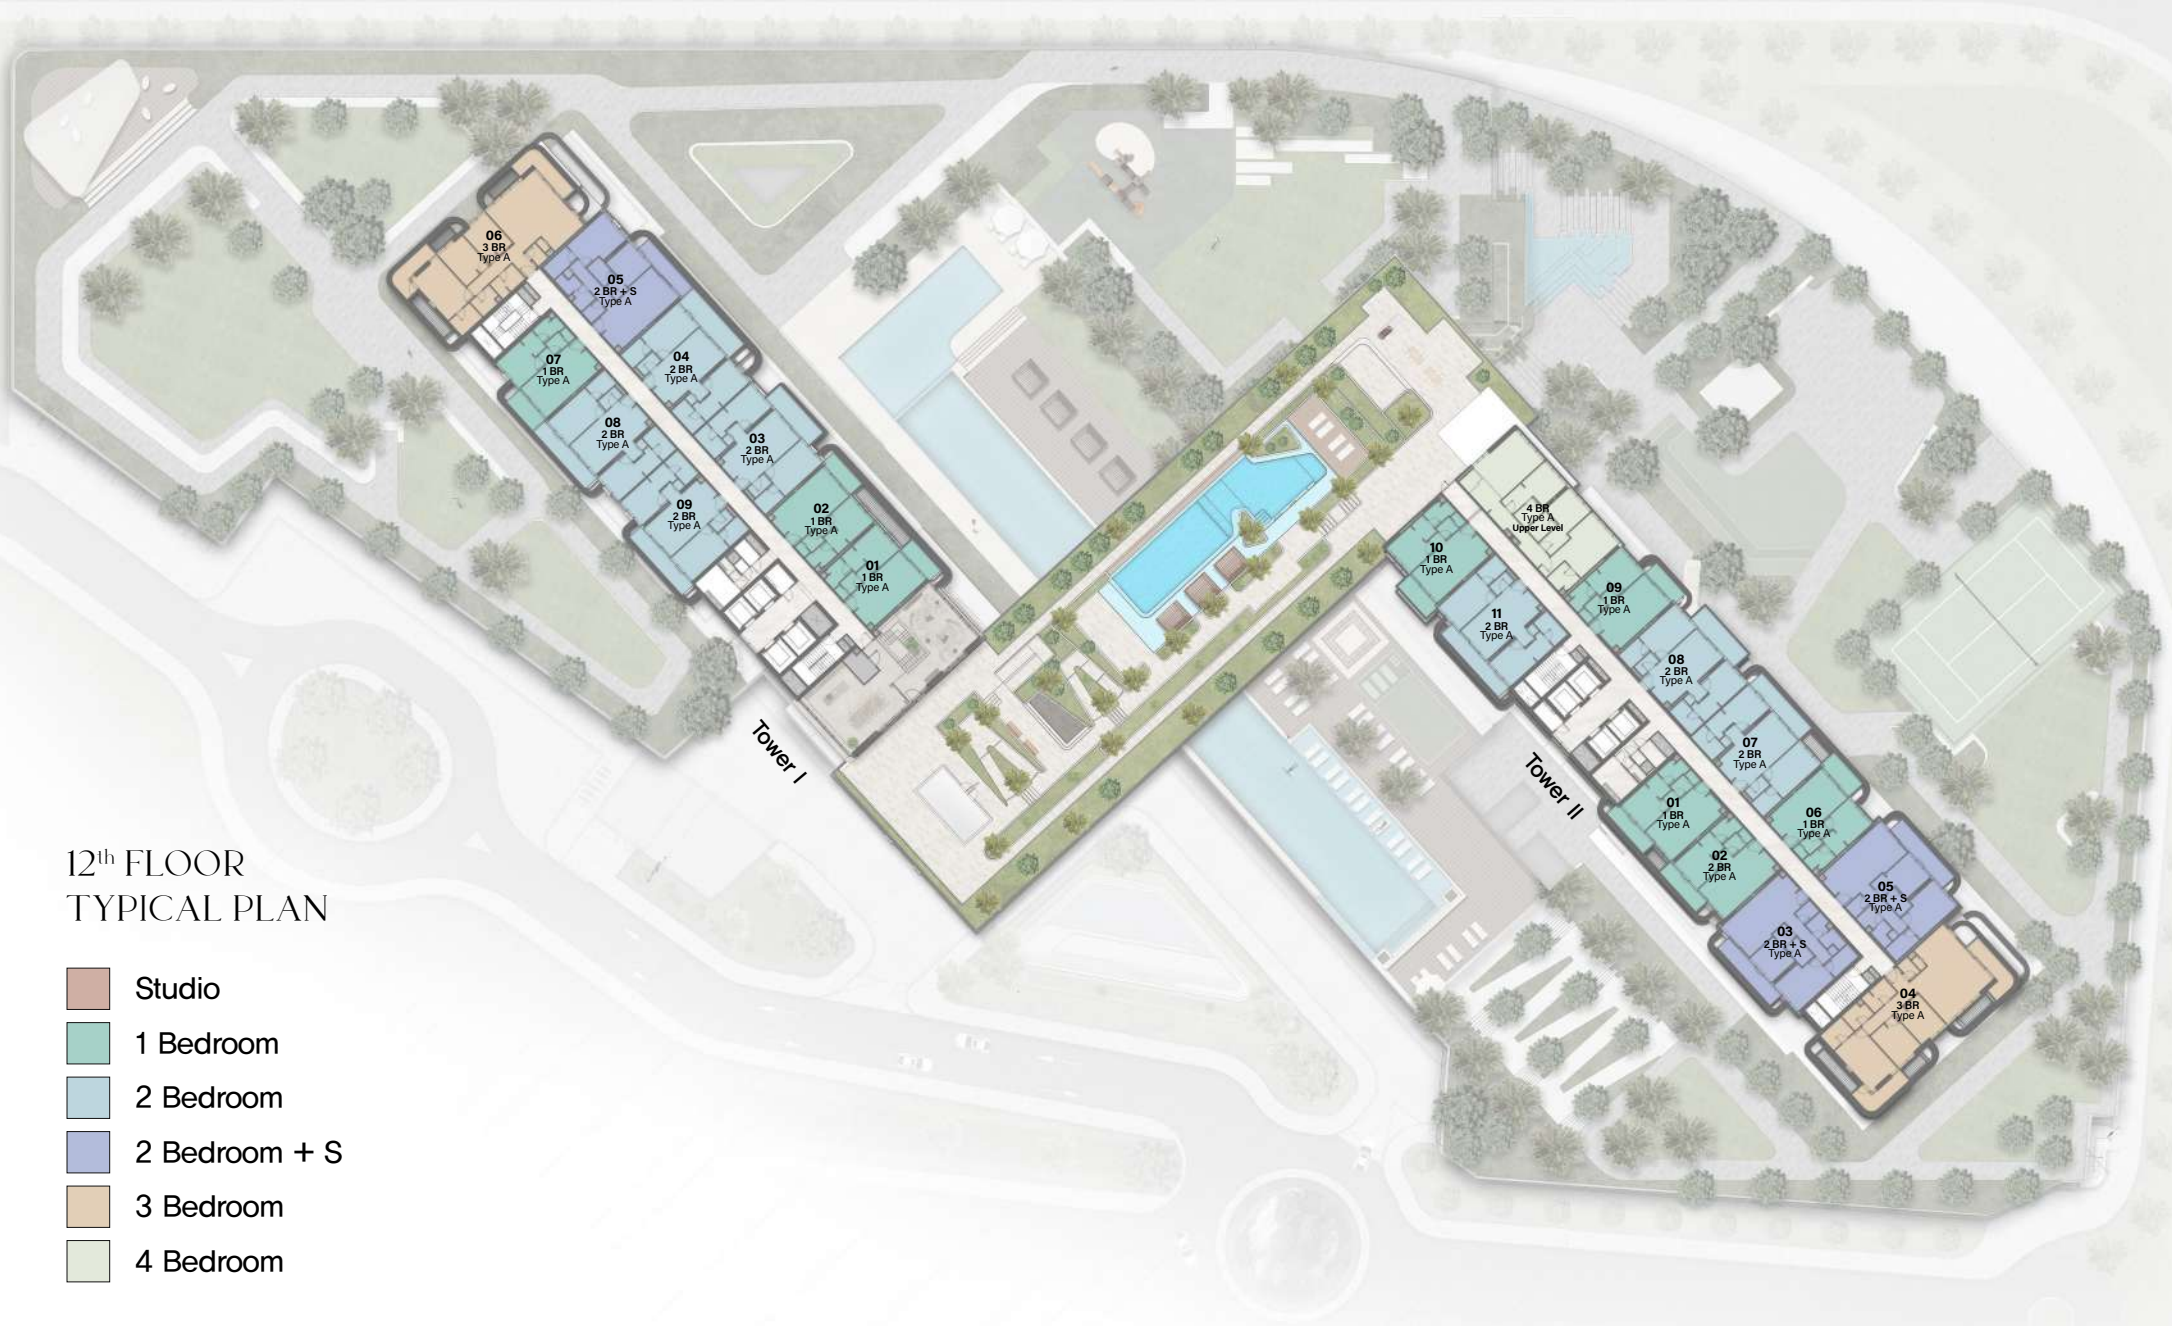 06
3 BR
Type A
05
2 BR + S
Type A
04
2 BR
Type A
07
1 BR
Type A
08
2 BR
Type A
03
2 BR
Type A
09
2 BR
Type A
02
1 BR
Type A
01
1 BR
Type A
Tower I
4 BR
Type A
Upper Level
10
1 BR
Type A
09
1 BR
Type A
11
2 BR
Type A
08
2 BR
Type A
07
2 BR
Type A
Tower II
01
1 BR
Type A
06
1 BR
Type A
02
2 BR
Type A
05
2 BR + S
Type A
03
2 BR + S
Type A
04
3 BR
Type A
12th FLOOR
TYPICAL PLAN
Studio
1 Bedroom
2 Bedroom
2 Bedroom + S
3 Bedroom
4 Bedroom